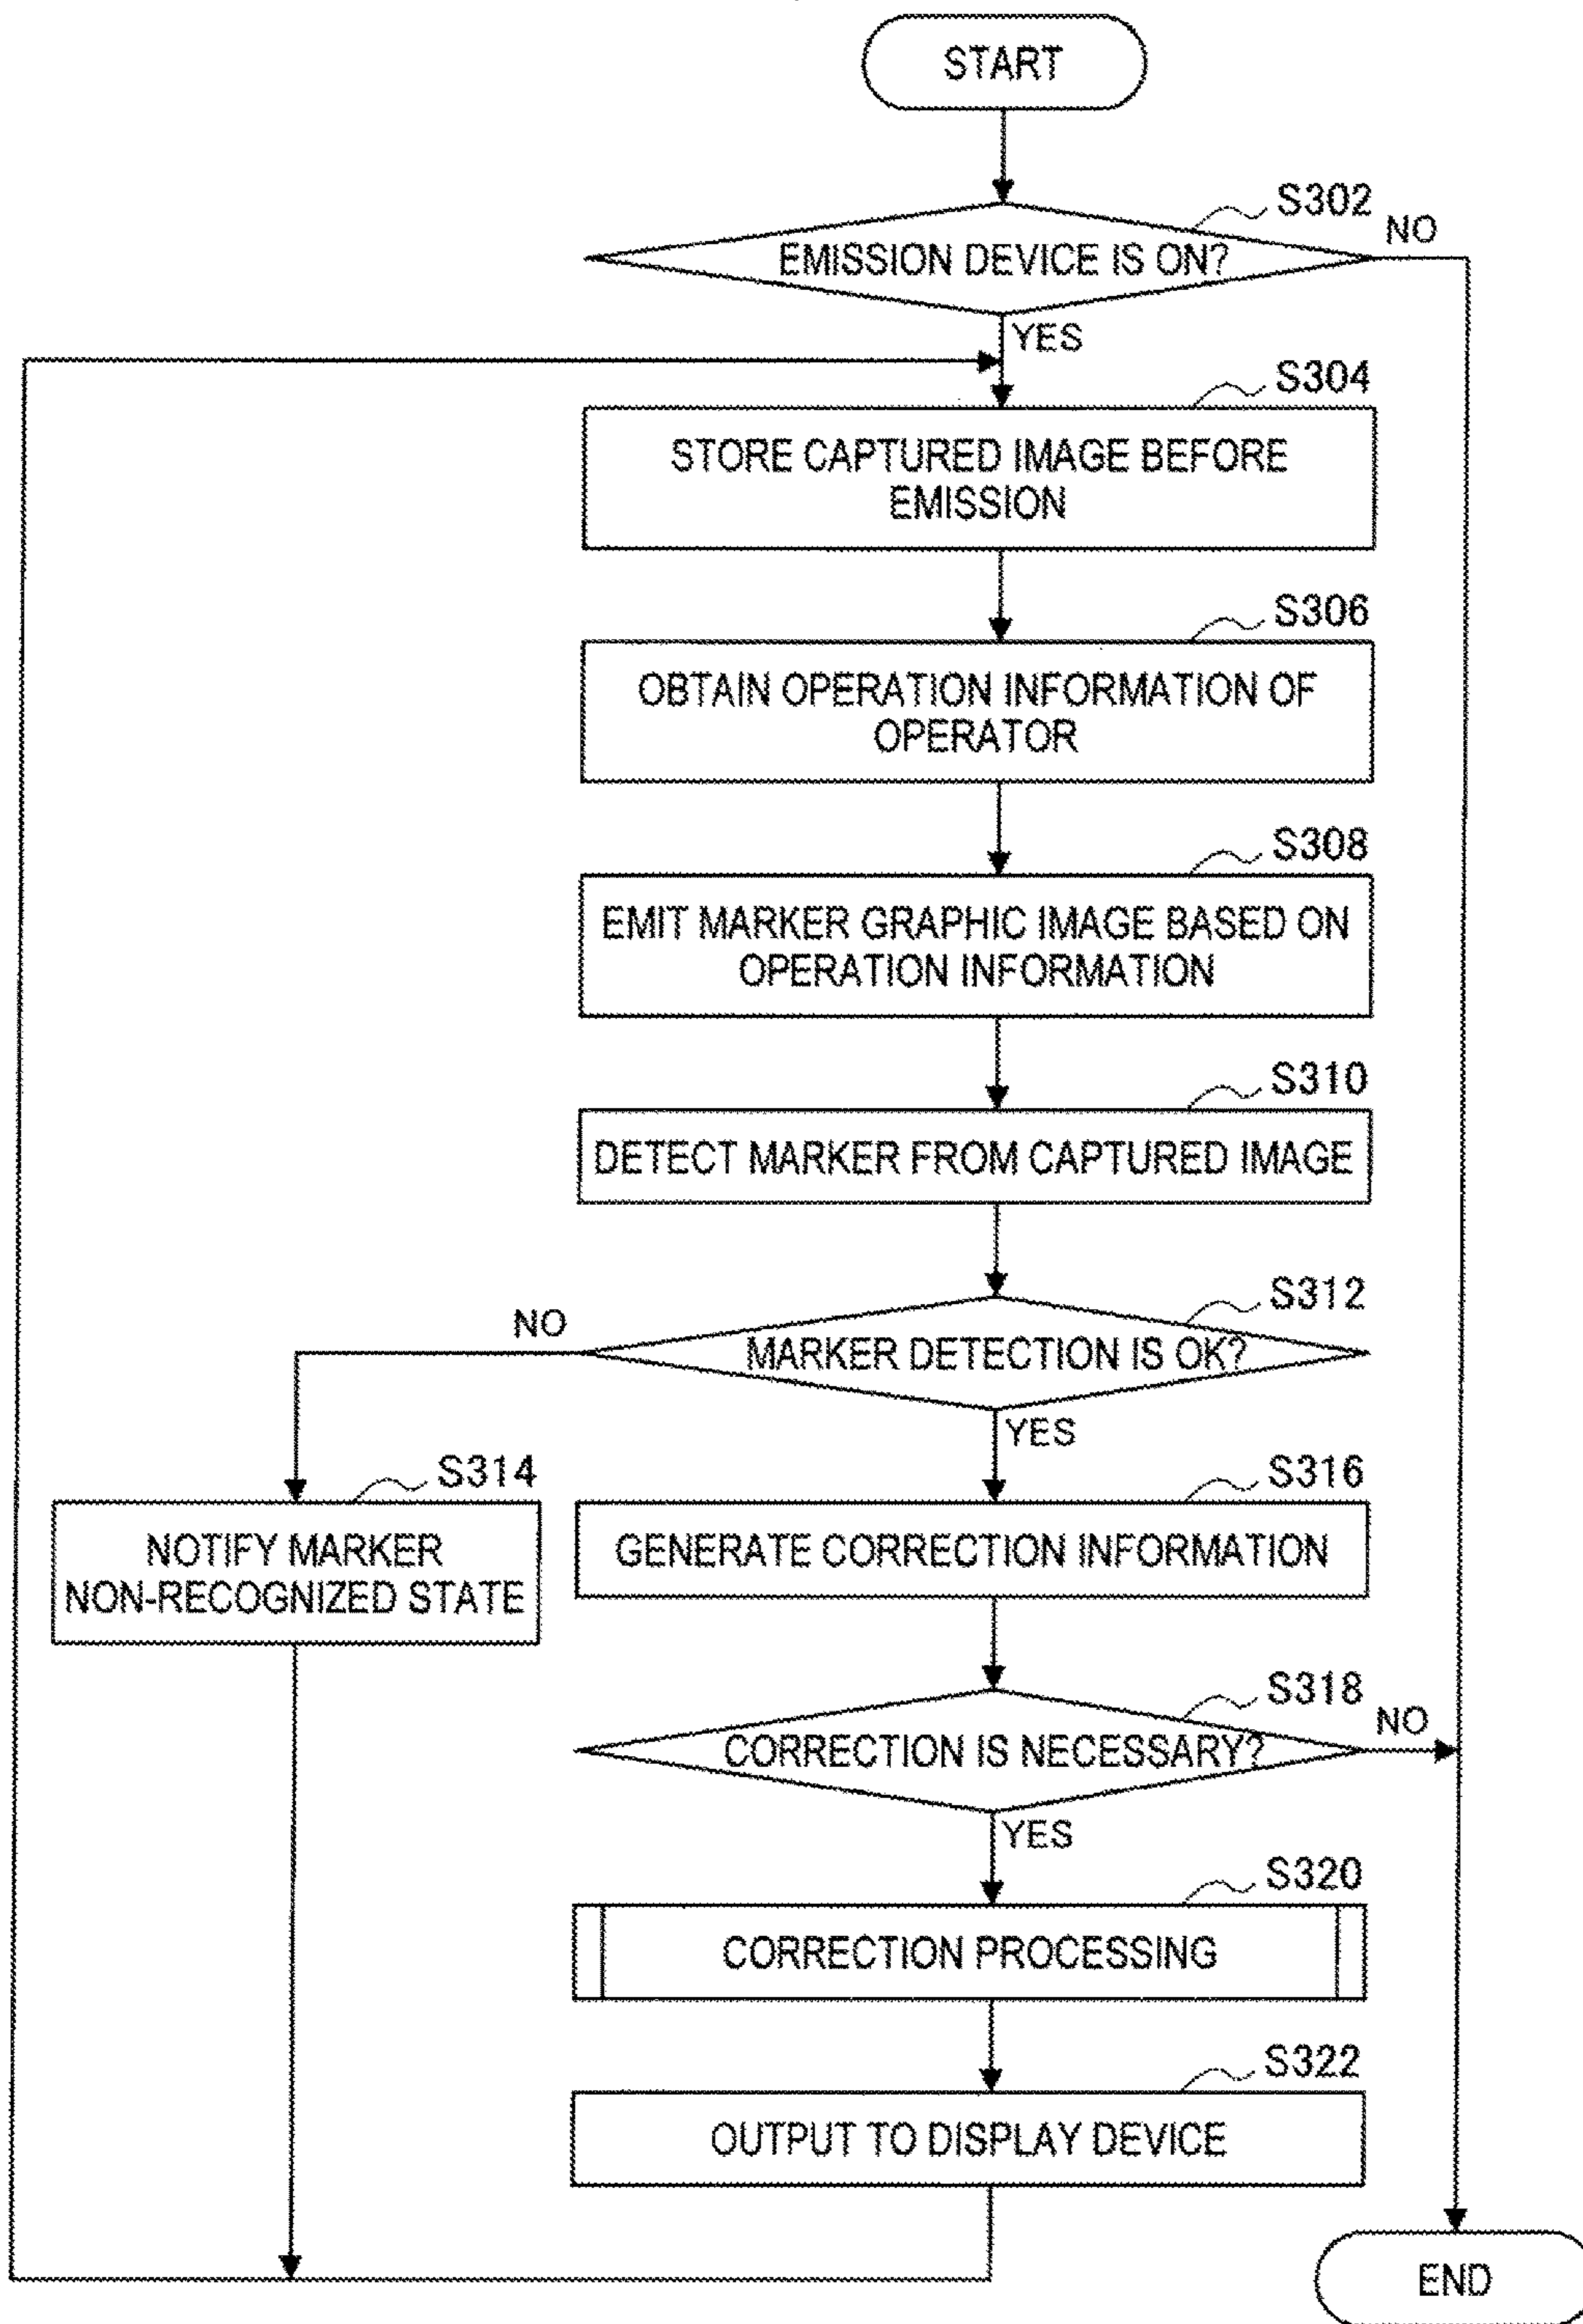 START
S302
EMISSION DEVICE IS ON?
NO
YES
S304
STORE CAPTURED IMAGE BEFORE
EMISSION
S306
OBTAIN OPERATION INFORMATION OF
OPERATOR
S308
EMIT MARKER GRAPHIC IMAGE BASED ON
OPERATION INFORMATION
S310
DETECT MARKER FROM CAPTURED IMAGE
S312
MARKER DETECTION IS OK?
NO
YES
S314
NOTIFY MARKER
NON-RECOGNIZED STATE
S316
GENERATE CORRECTION INFORMATION
S318
CORRECTION IS NECESSARY?
NO
YES
S320
CORRECTION PROCESSING
S322
OUTPUT TO DISPLAY DEVICE
END